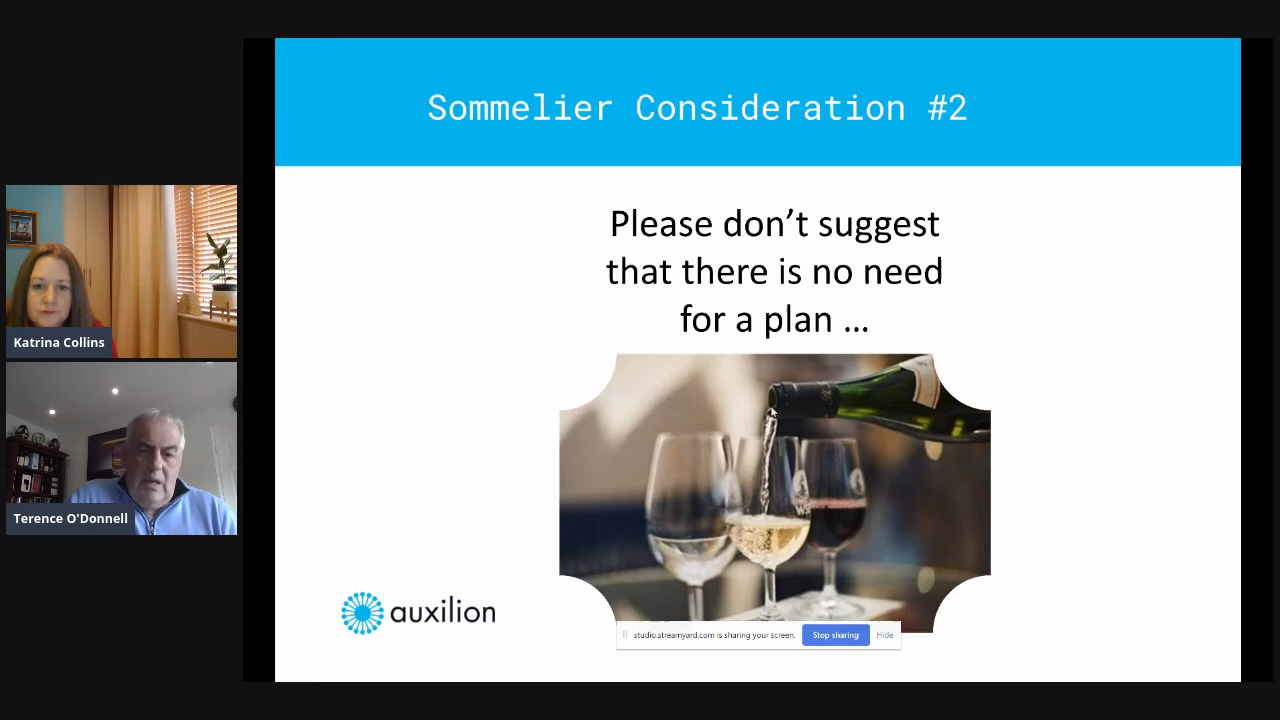 Sommelier Consideration #2
Please don’t suggest
that there is no need
for a plan ...
Katrina Collins
Terence O'Donnell
auxilion
studio.streamyard.com is sharing your screen.
Stop sharing
Hide